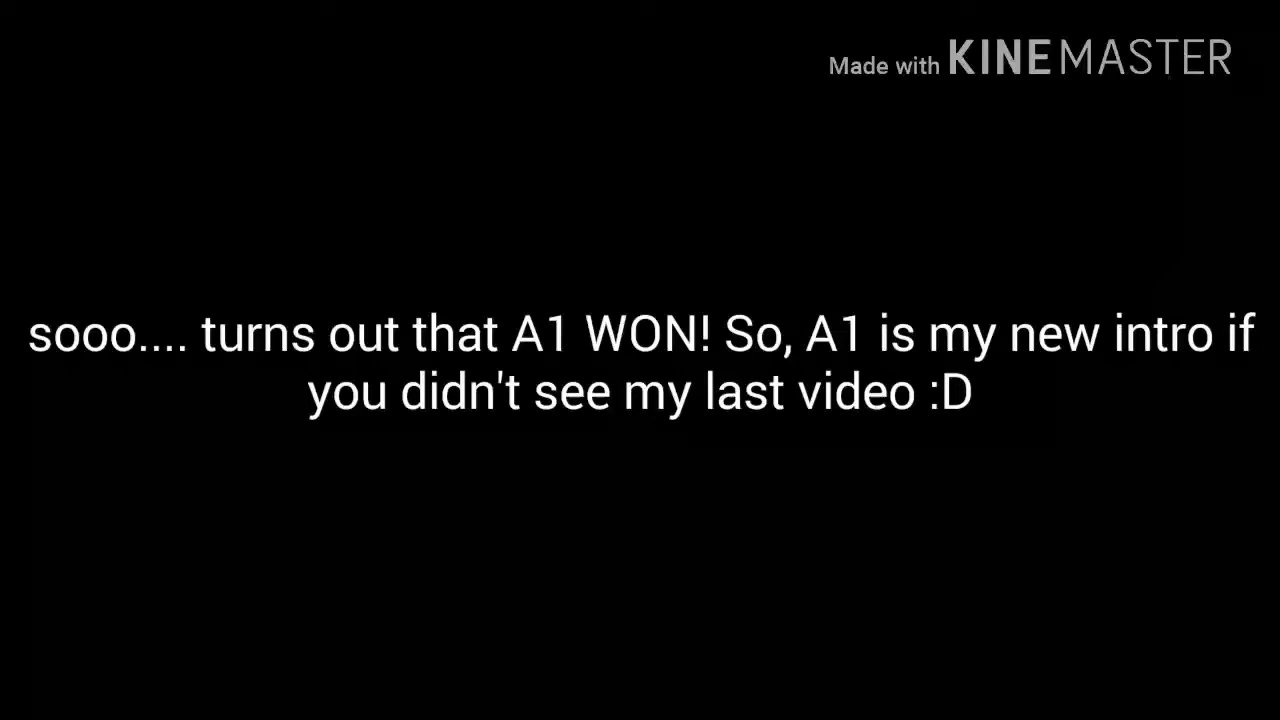 Made with KINEMASTER
sooo.... turns out that A1 WON! So, A1 is my new intro if
you didn't see my last video :D